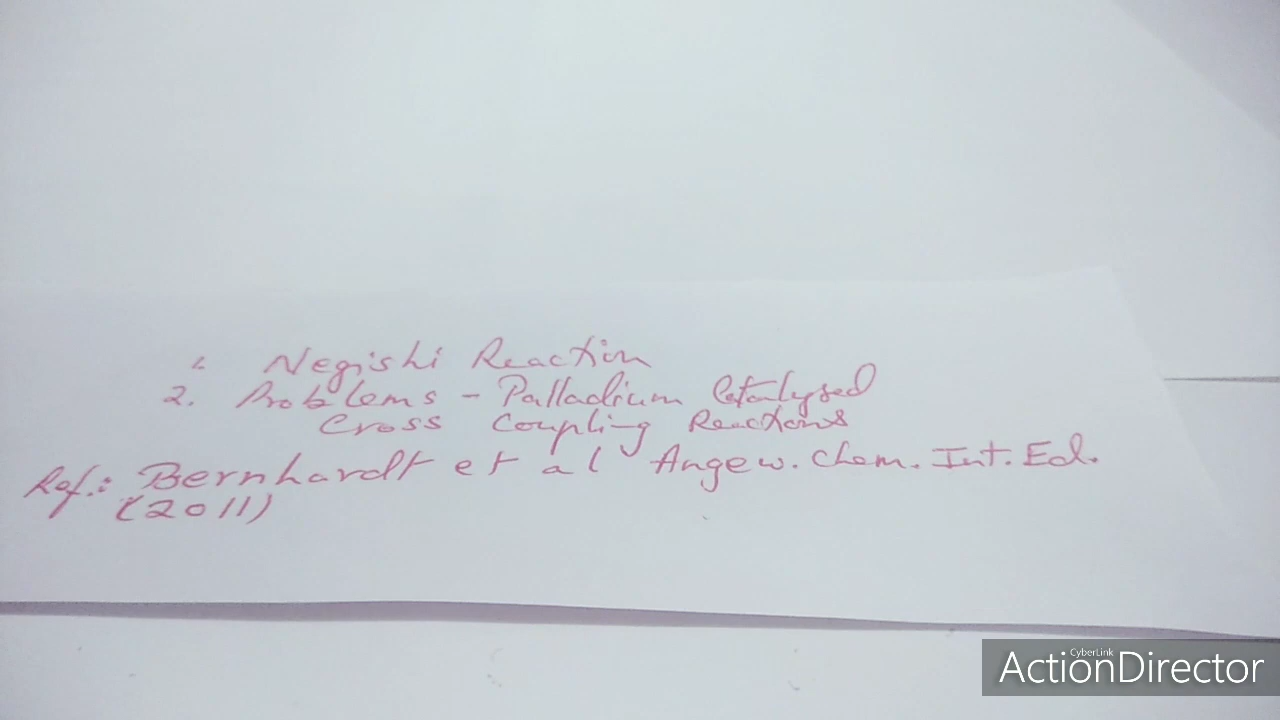 1. Negishi Reaction
2. Problems - Palladium Catalysed
Cross Coupling Reactions
Ref.: Bernhardt et al Angew. Chem. Int. Ed.
(2011)
CyberLink
ActionDirector